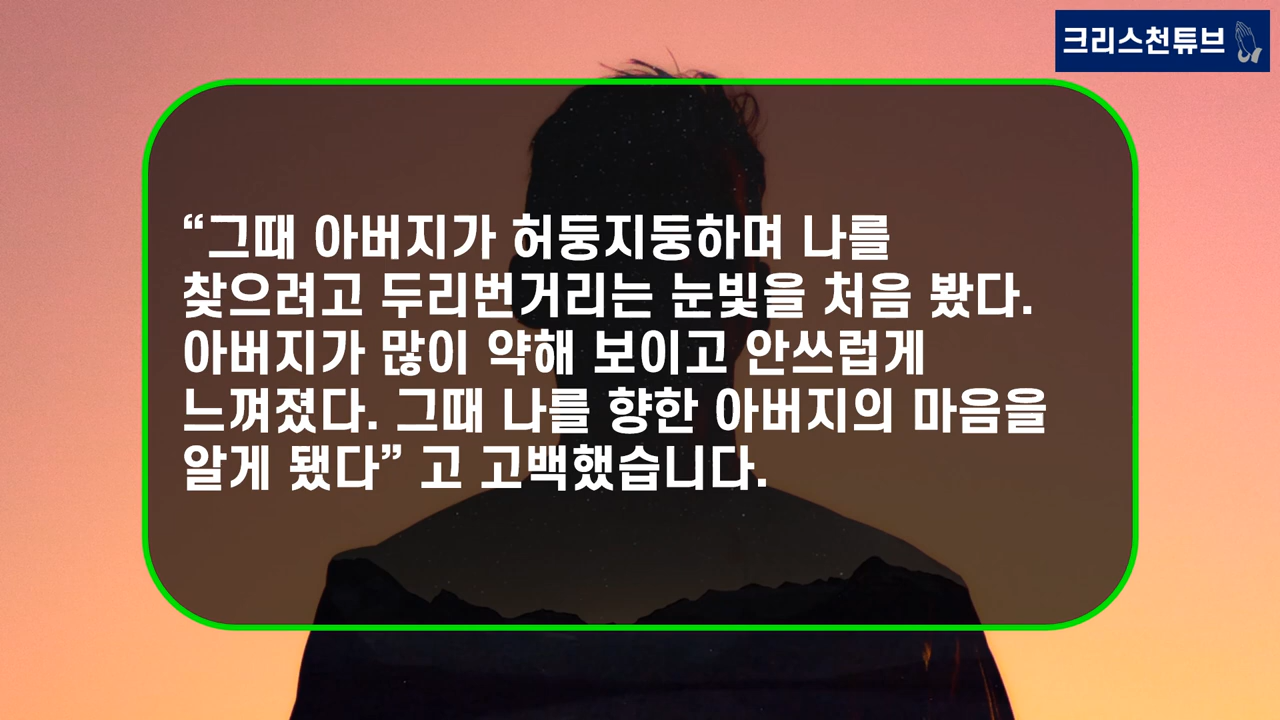 크리스천튜브
“그때 아버지가 허둥지둥하며 나를
찾으려고 두리번거리는 눈빛을 처음 봤다.
아버지가 많이 약해 보이고 안쓰럽게
느껴졌다. 그때 나를 향한 아버지의 마음을
알게 됐다” 고 고백했습니다.